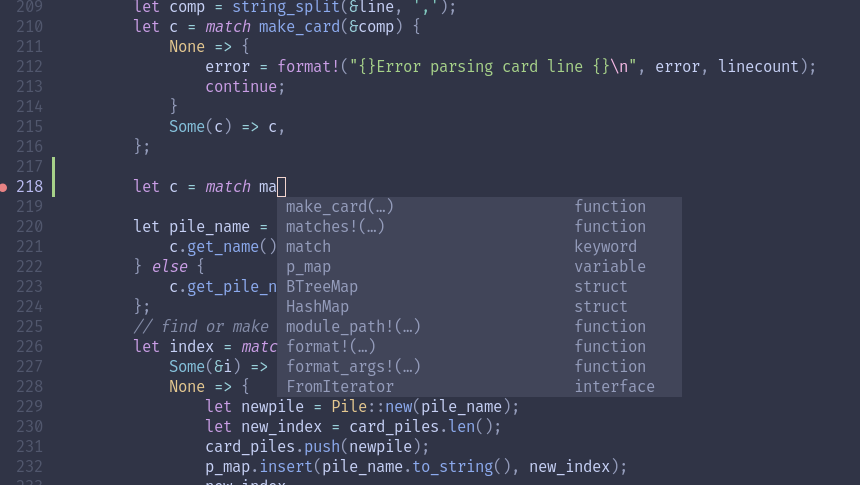 209 let comp = string_split(&line, ',');
210 let c = match make_card(&comp) {
211 None => {
212 error = format!("{}Error parsing card line {}\n", error, linecount);
213 continue;
214 }
215 Some(c) => c,
216 };
217
218 let c = match ma
219 make_card(…) function
220 let pile_name = matches!(…) function
221 c.get_name() match keyword
222 } else { p_map variable
223 c.get_pile_n BTreeMap struct
224 }; HashMap struct
225 // find or make module_path!(…) function
226 let index = matc format!(…) function
227 Some(&i) => format_args!(…) function
228 None => { FromIterator interface
229 let newpile = Pile::new(pile_name);
230 let new_index = card_piles.len();
231 card_piles.push(newpile);
232 p_map.insert(pile_name.to_string(), new_index);
233 new_index